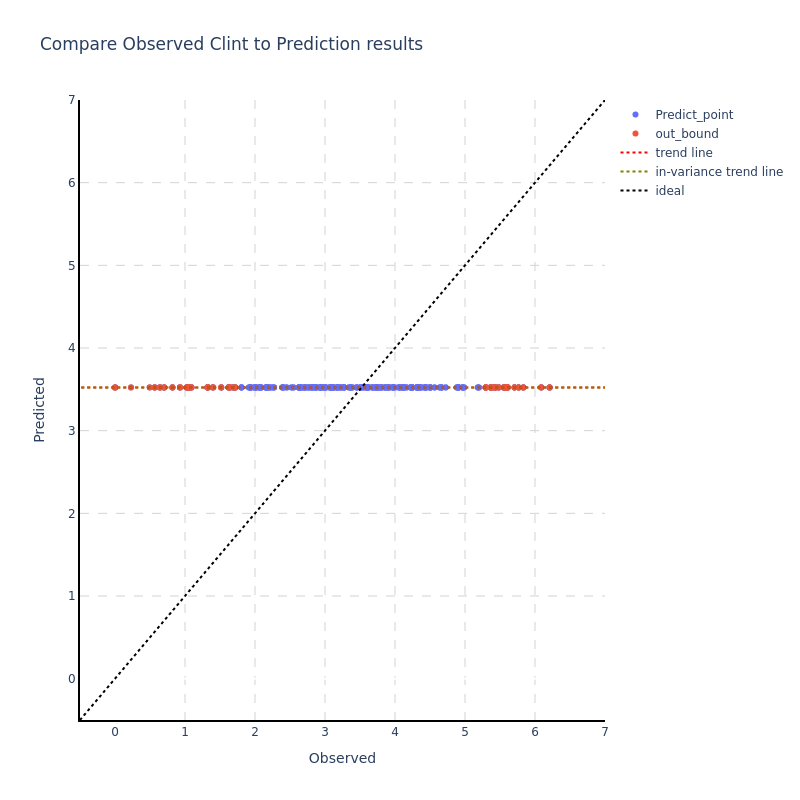 Compare Observed Clint to Prediction results
Predict_point
out_bound
trend line
in-variance trend line
ideal
7
6
5
4
3
2
1
0
Predicted
0 1 2 3 4 5 6 7
Observed